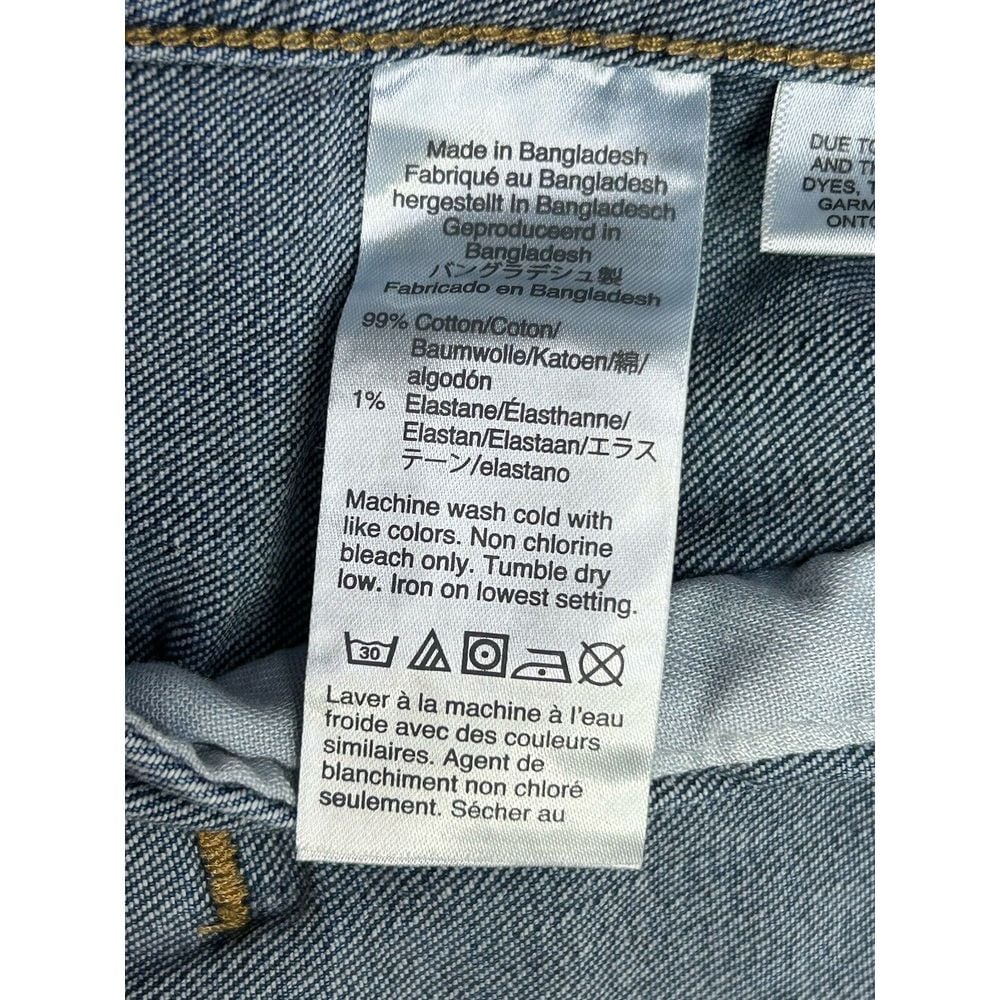 Made in Bangladesh
Fabriqué au Bangladesh
hergestellt In Bangladesch
Geproduceerd in
Bangladesh
バングラデシュ製
Fabricado en Bangladesh
99% Cotton/Coton/
Baumwolle/Katoen/綿/
algodón
1% Elastane/Élasthanne/
Elastan/Elastaan/エラス
テーン/elastano
Machine wash cold with
like colors. Non chlorine
bleach only. Tumble dry
low. Iron on lowest setting.
30
Laver à la machine à l'eau
froide avec des couleurs
similaires. Agent de
blanchiment non chloré
seulement. Sécher au
DUE TO
AND
DYES,
GARM
ONTO